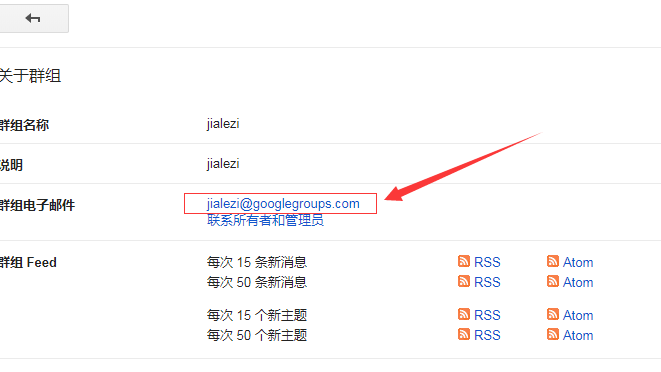 关于群组
群组名称 jialezi
说明 jialezi
群组电子邮件 jialezi@googlegroups.com
联系所有者和管理员
群组 Feed 每次 15 条新消息 RSS Atom
每次 50 条新消息 RSS Atom
每次 15 个新主题 RSS Atom
每次 50 个新主题 RSS Atom